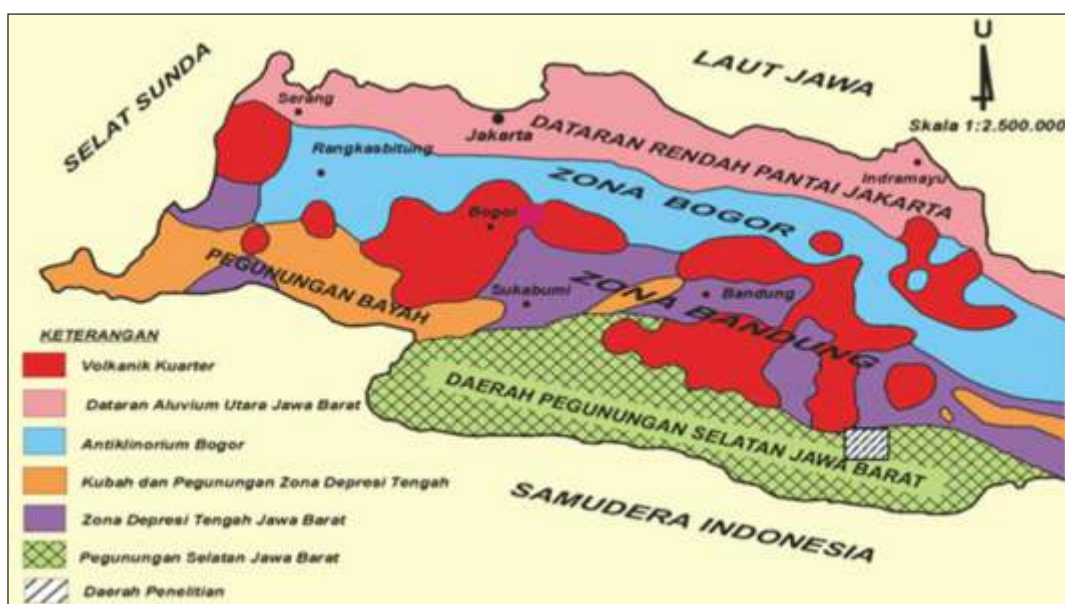 SELAT SUNDA
LAUT JAWA
U
Skala 1:2.500.000
Serang
Jakarta
DATARAN RENDAH PANTAI JAKARTA
Indramayu
Rangkasbitung
ZONA BOGOR
Bogor
PEGUNUNGAN BAYAH
Sukabumi
ZONA BANDUNG
Bandung
DAERAH PEGUNUNGAN SELATAN JAWA BARAT
SAMUDERA INDONESIA
KETERANGAN
Volkanik Kuarter
Dataran Aluvium Utara Jawa Barat
Antiklinorium Bogor
Kubah dan Pegunungan Zona Depresi Tengah
Zona Depresi Tengah Jawa Barat
Pegunungan Selatan Jawa Barat
Daerah Penelitian